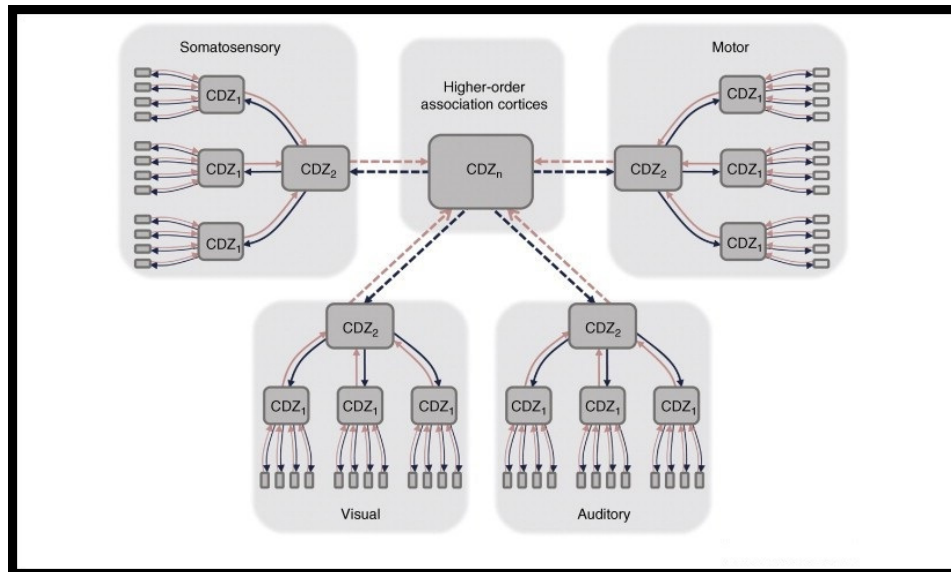 Somatosensory
Higher-order
association cortices
Motor
CDZ₁
CDZ₁
CDZ₁
CDZ₂
CDZₙ
CDZ₂
CDZ₁
CDZ₁
CDZ₁
CDZ₂
CDZ₁
CDZ₁
CDZ₁
Visual
CDZ₂
CDZ₁
CDZ₁
CDZ₁
Auditory